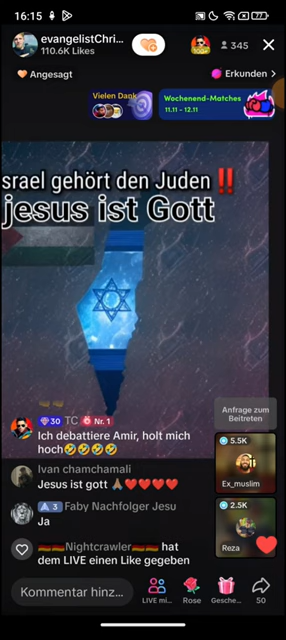 16:15
77
evangelistChri...
110.6K Likes
345
Angesagt
Erkunden >
Vielen Dank
Wochenend-Matches
11.11 - 12.11
srael gehört den Juden ‼️
jesus ist Gott
30 TC Nr. 1
Ich debattiere Amir, holt mich
hoch🤣🤣🤣🤣
Anfrage zum
Beitreten
5.5K
Ex_muslim
Ivan chamchamali
Jesus ist gott 🙏🏽❤️❤️❤️❤️
3 Faby Nachfolger Jesu
Ja
2.5K
Reza
🇩🇪🇩🇪Nightcrawler🇩🇪🇩🇪 hat
dem LIVE einen Like gegeben
Kommentar hinz...
LIVE mi...
Rose
Gesche...
50